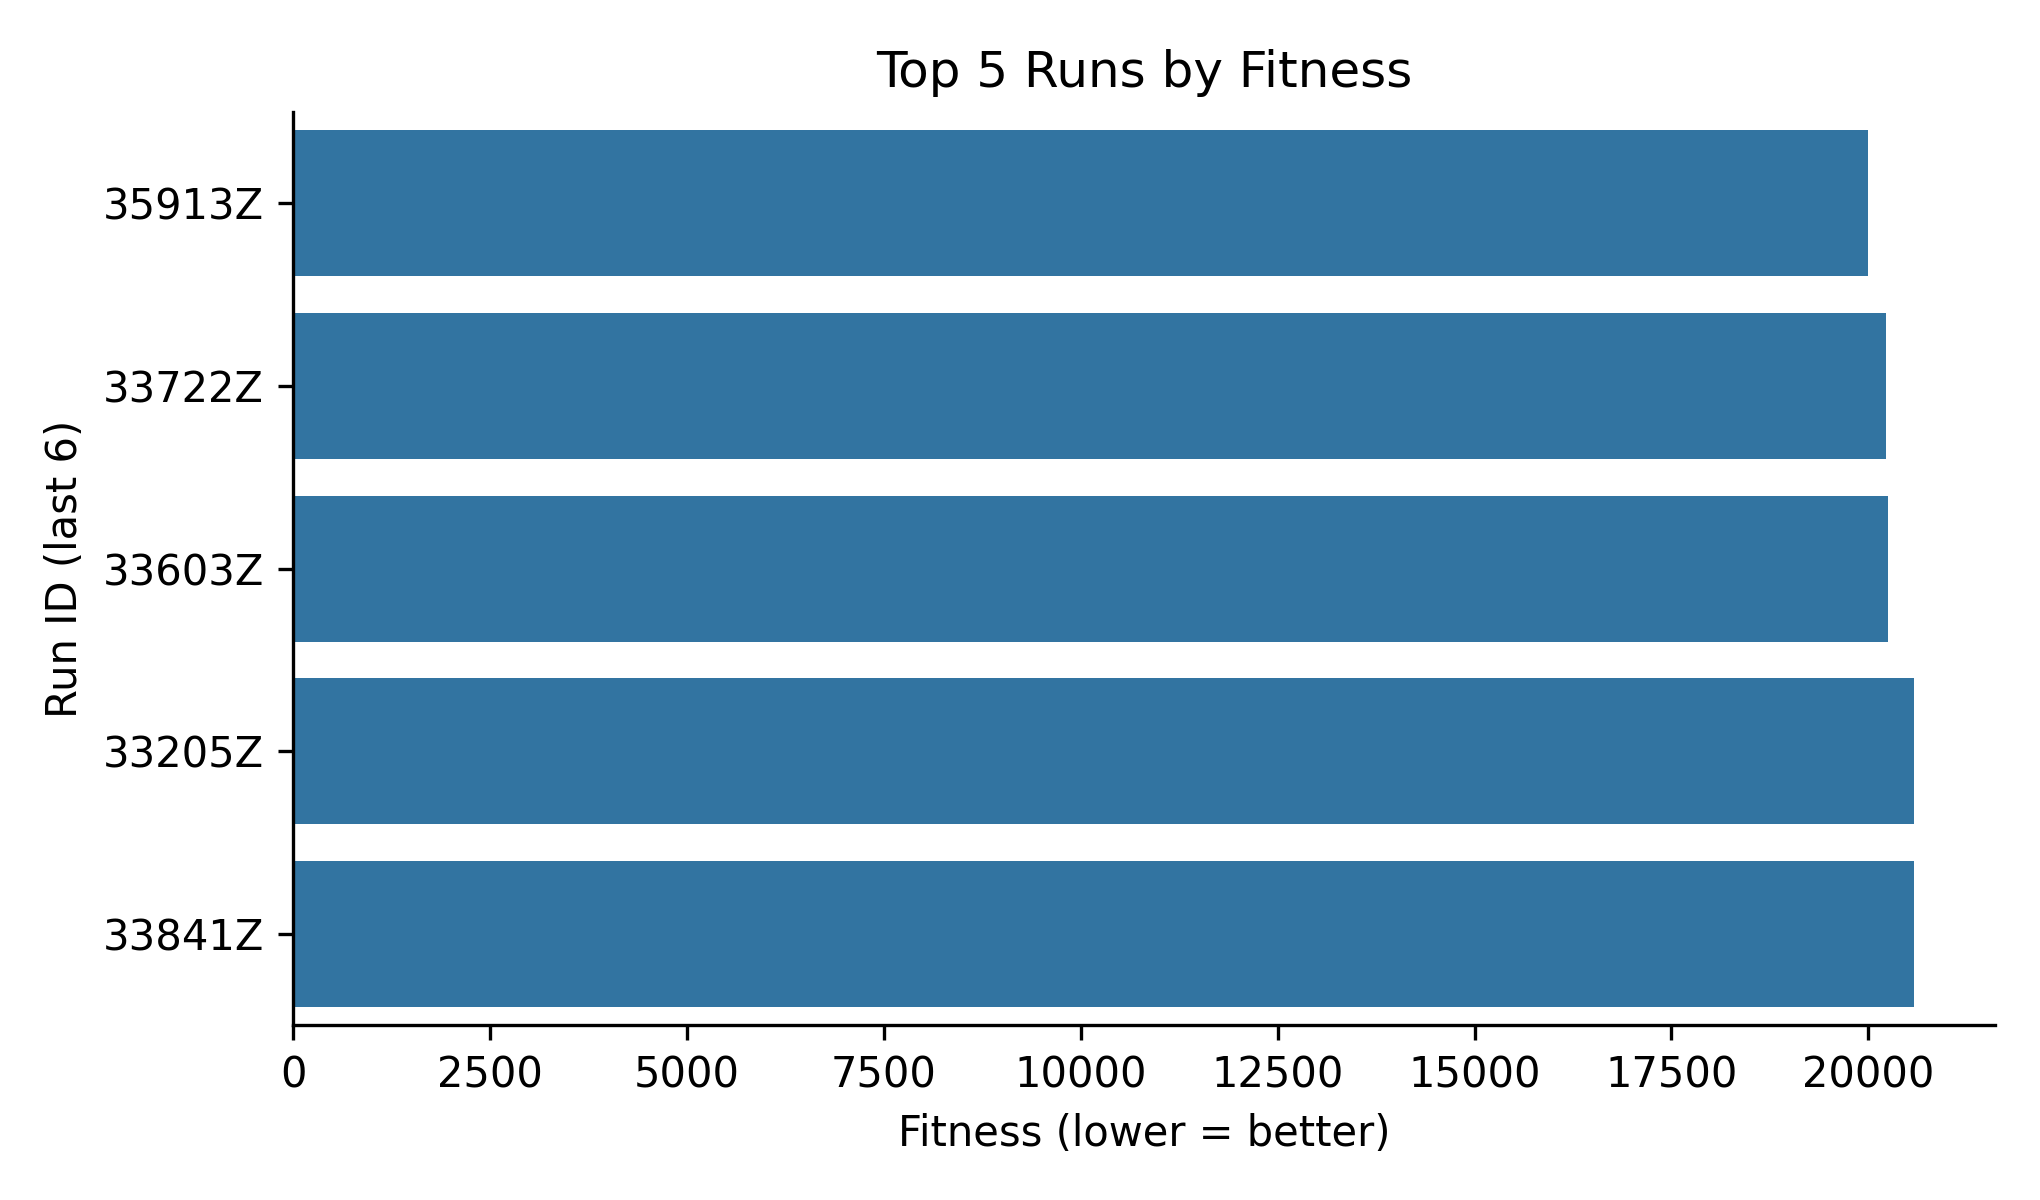 Top 5 Runs by Fitness
Run ID (last 6)
35913Z
33722Z
33603Z
33205Z
33841Z
0 2500 5000 7500 10000 12500 15000 17500 20000
Fitness (lower = better)